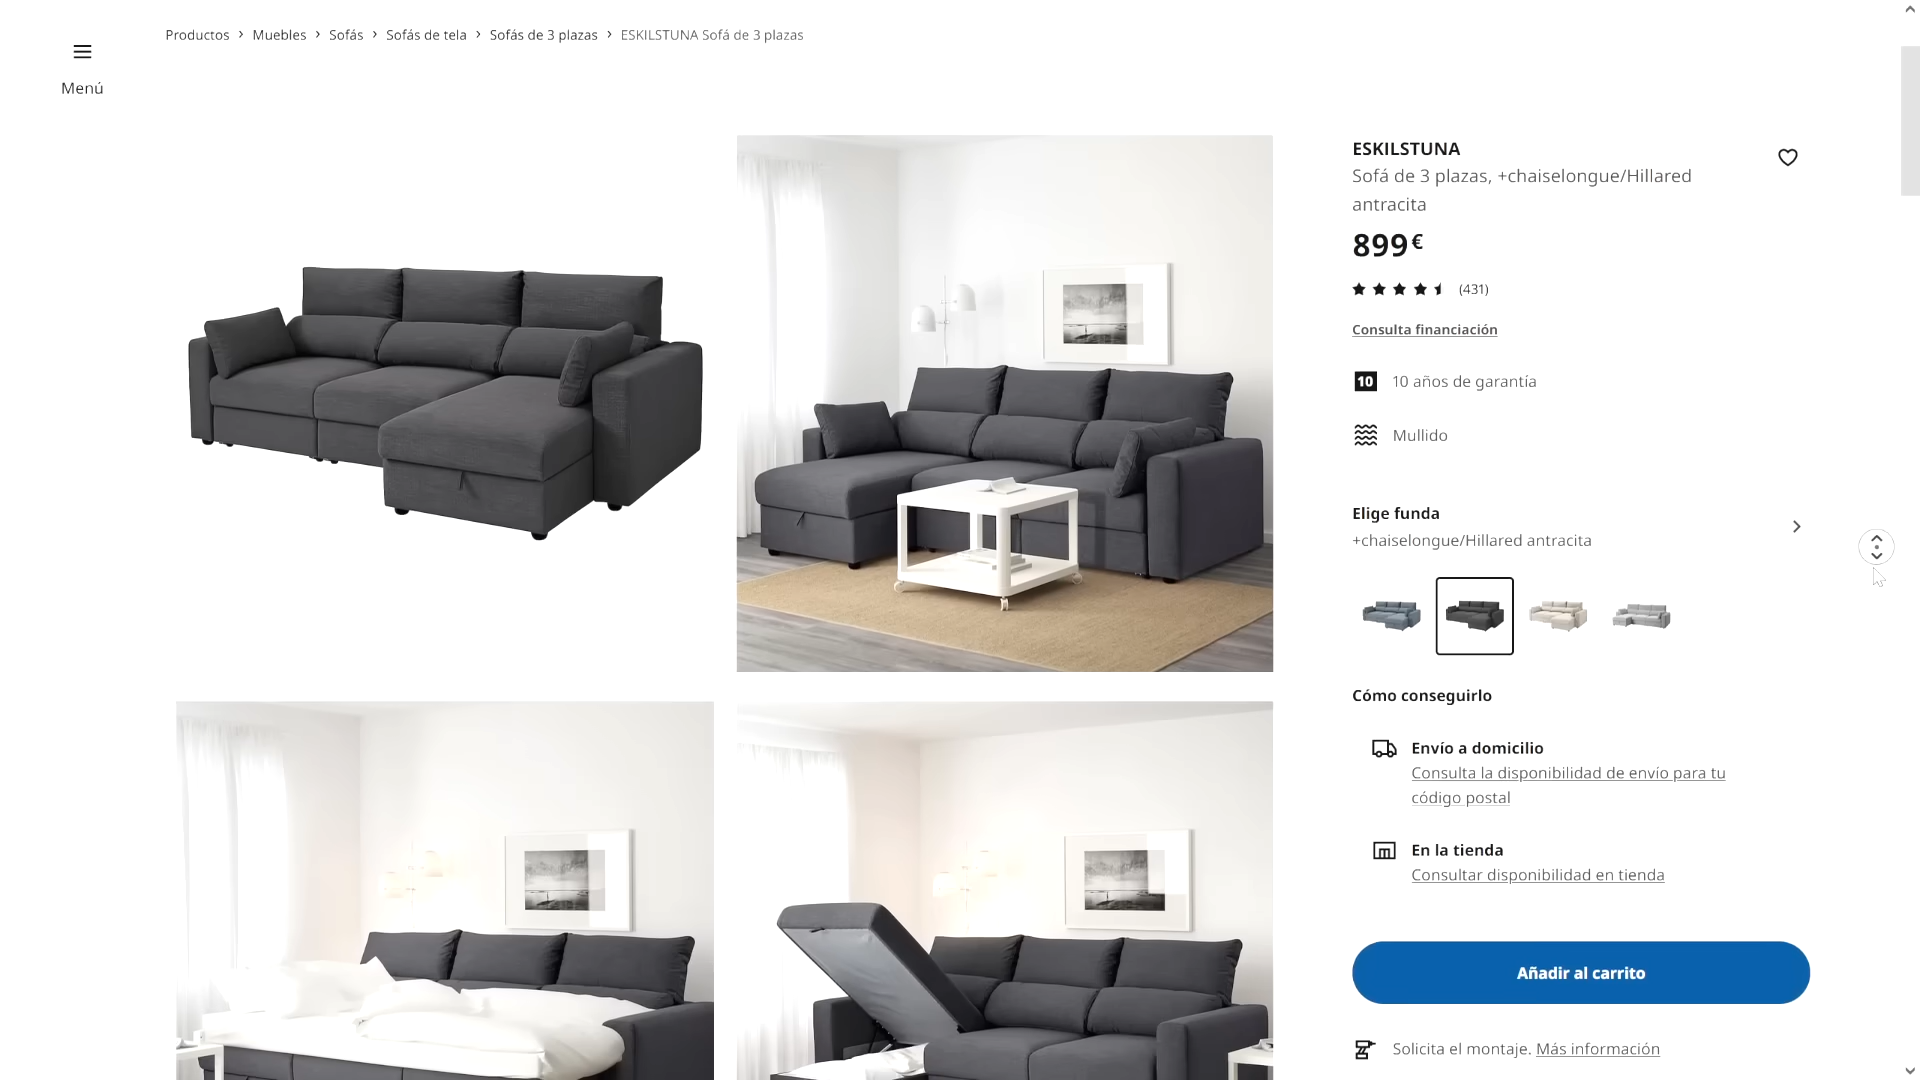 Productos › Muebles › Sofás › Sofás de tela › Sofás de 3 plazas › ESKILSTUNA Sofá de 3 plazas
Menú
ESKILSTUNA
Sofá de 3 plazas, +chaiselongue/Hillared
antracita
899€
(431)
Consulta financiación
10 10 años de garantía
Mullido
Elige funda
+chaiselongue/Hillared antracita
Cómo conseguirlo
Envío a domicilio
Consulta la disponibilidad de envío para tu
código postal
En la tienda
Consultar disponibilidad en tienda
Añadir al carrito
Solicita el montaje. Más información